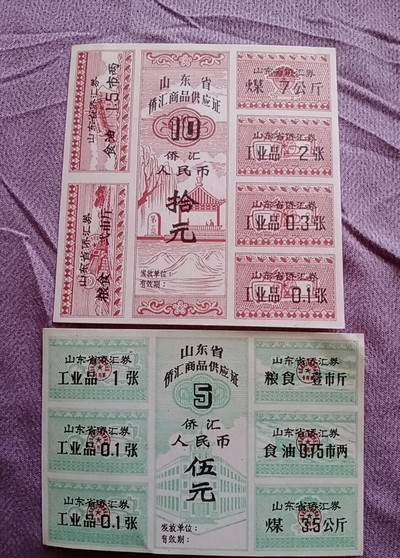 山东省侨汇券
食油1.5市两
山东省侨汇券
粮食 贰市斤
山东省
侨汇商品供应证
10
侨汇
人民币
拾元
发放单位：
有效期：
山东省侨汇券
煤 7公斤
山东省侨汇券
工业品 2张
山东省侨汇券
工业品 0.3张
山东省侨汇券
工业品 0.1张
山东省侨汇券
工业品 1张
山东省侨汇券
工业品 0.1张
山东省侨汇券
工业品 0.1张
山东省
侨汇商品供应证
5
侨汇
人民币
伍元
发放单位：
有效期：
山东省侨汇券
粮食 壹市斤
山东省侨汇券
食油 0.75市两
山东省侨汇券
煤 3.5公斤